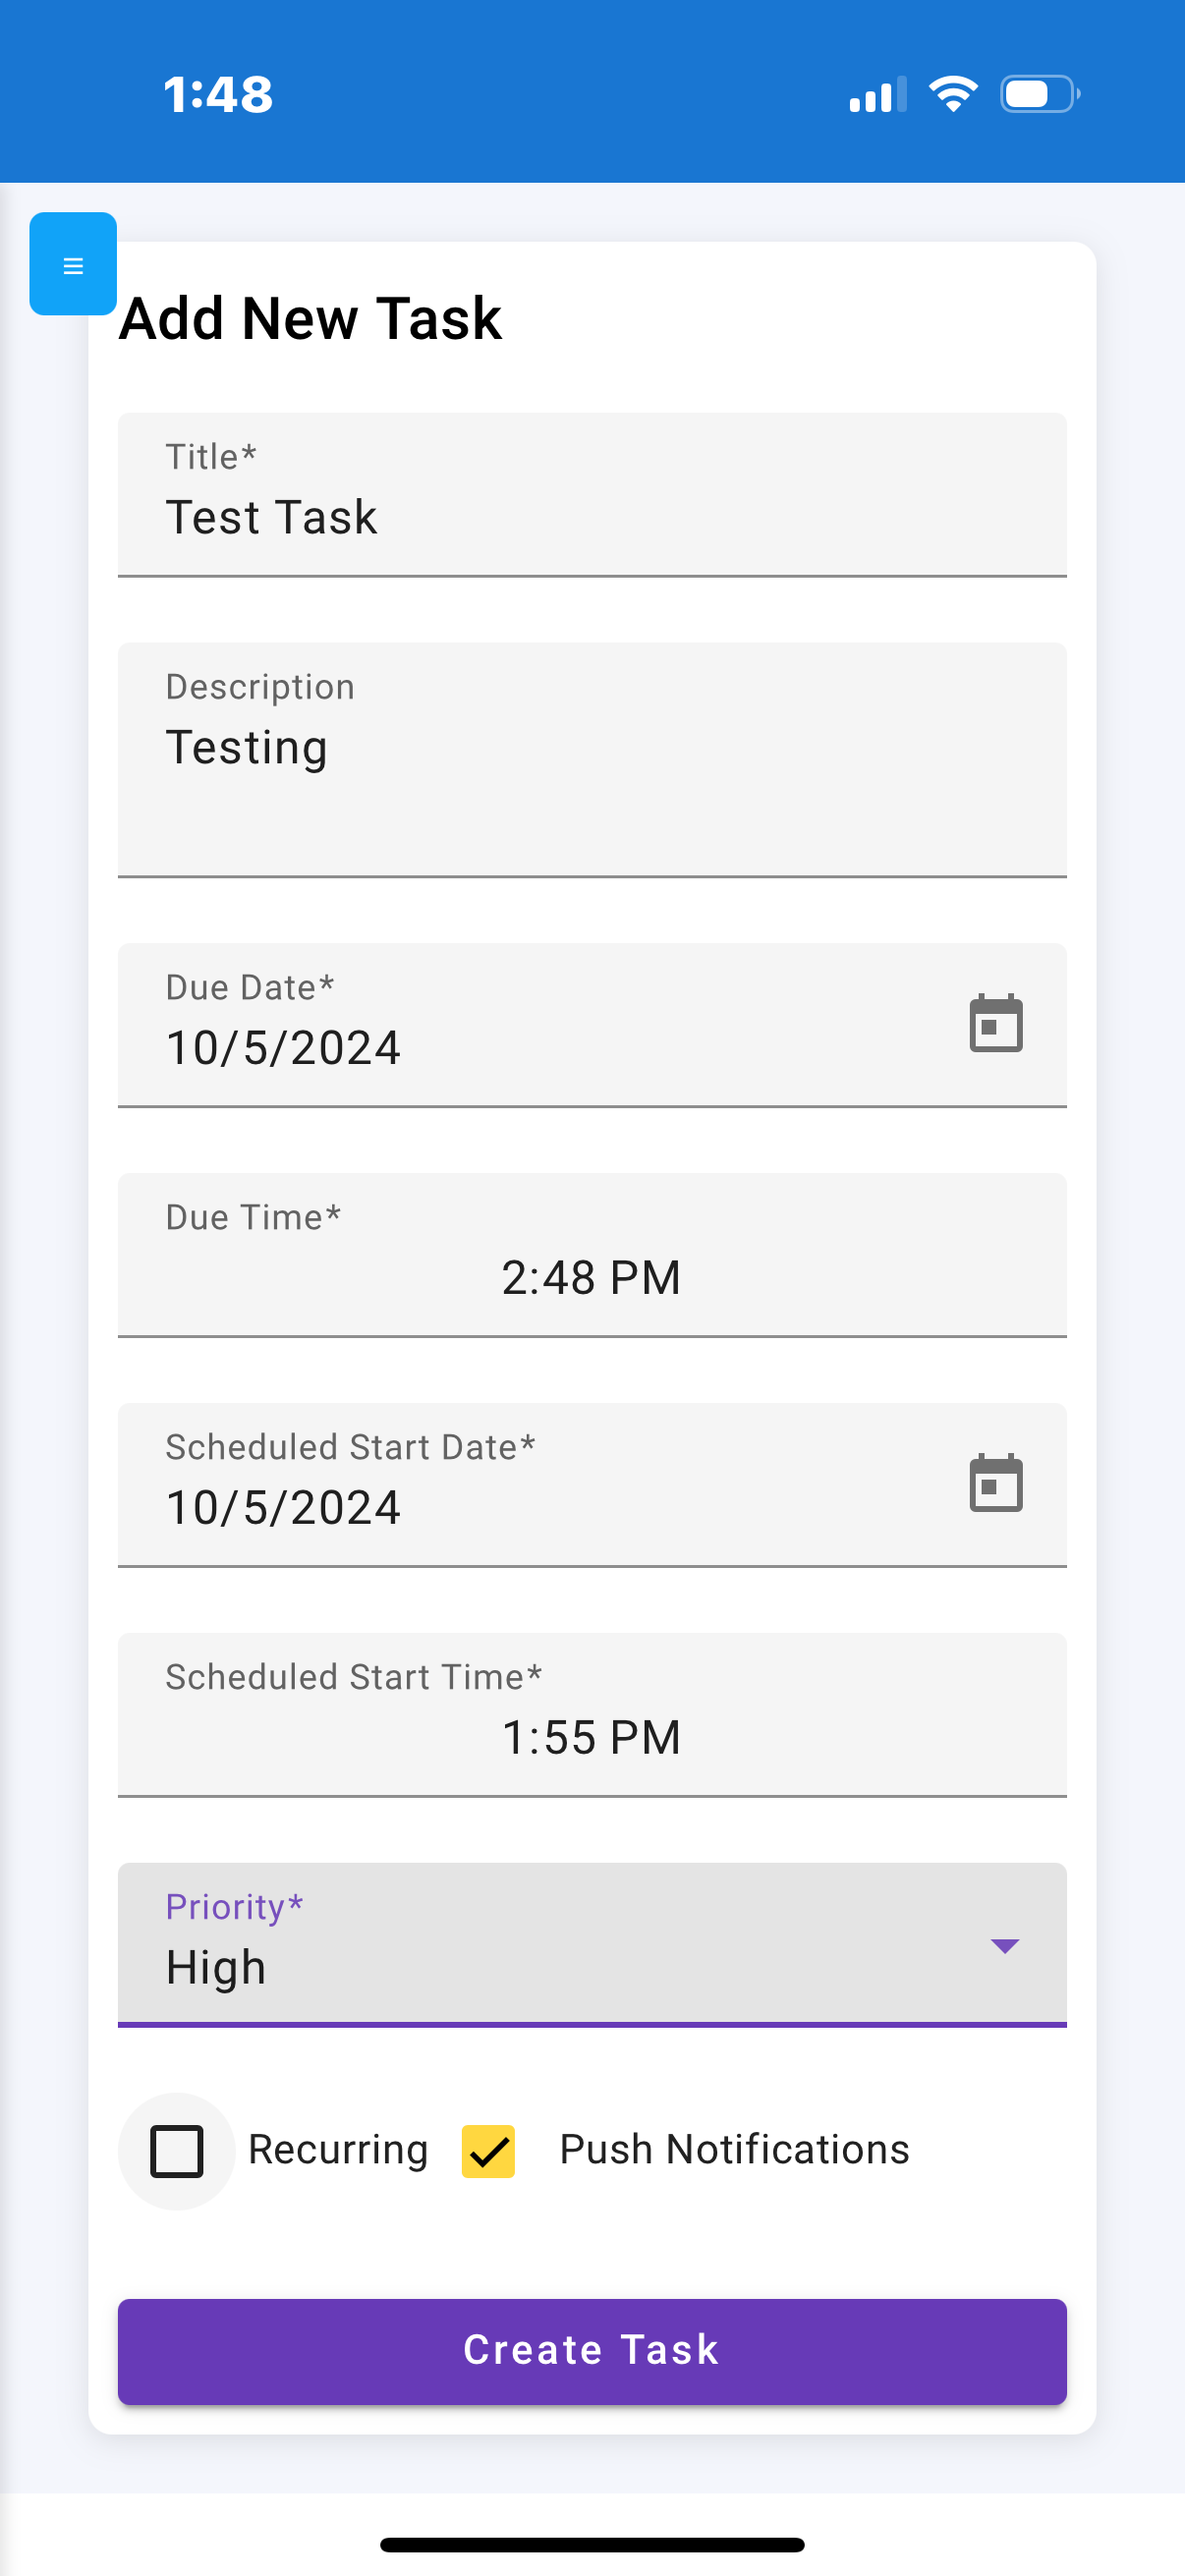 1:48
Add New Task
Title*
Test Task
Description
Testing
Due Date*
10/5/2024
Due Time*
2:48 PM
Scheduled Start Date*
10/5/2024
Scheduled Start Time*
1:55 PM
Priority*
High
Recurring Push Notifications
Create Task